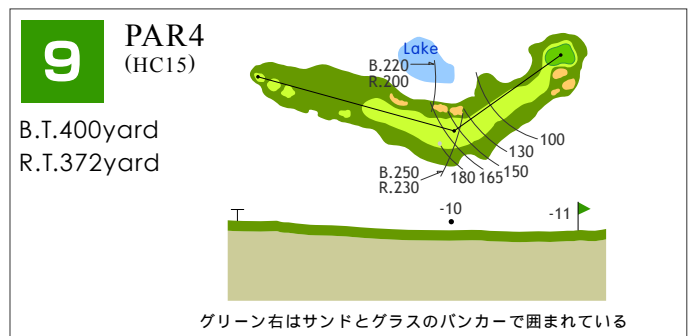 9
PAR4
(HC15)
B.T.400yard
R.T.372yard
Lake
B.220
R.200
100
130
150
165
180
B.250
R.230
-10
-11
グリーン右はサンドとグラスのバンカーで囲まれている